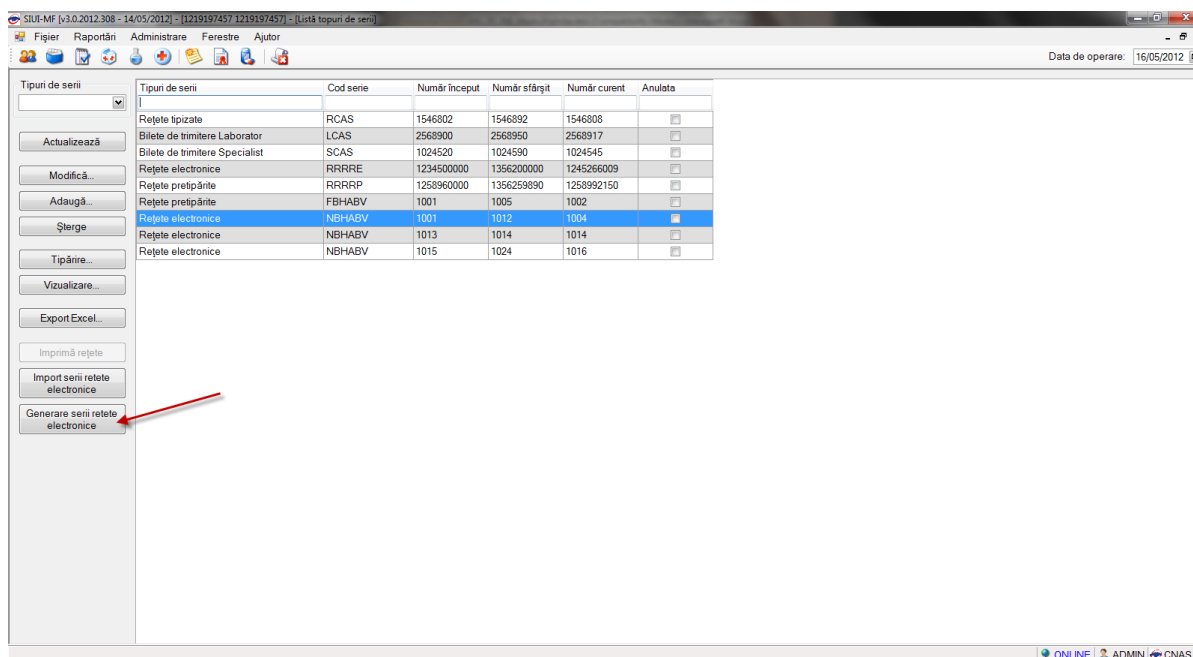 SIUI-MF [v3.0.2012.308 - 14/05/2012] - [1219197457 1219197457] - [Listă topuri de serii]
Fișier Raportări Administrare Ferestre Ajutor
Data de operare: 16/05/2012
Tipuri de serii
Actualizează
Modifică...
Adaugă...
Șterge
Tipărire...
Vizualizare...
Export Excel...
Imprimă rețete
Import serii retete
electronice
Generare serii retete
electronice
Tipuri de serii Cod serie Număr început Număr sfârșit Număr curent Anulata
Rețete tipizate RCAS 1546802 1546892 1546808
Bilete de trimitere Laborator LCAS 2568900 2568950 2568917
Bilete de trimitere Specialist SCAS 1024520 1024590 1024545
Rețete electronice RRRRE 1234500000 1356200000 1245266009
Rețete pretipărite RRRRP 1258960000 1356259890 1258992150
Rețete pretipărite FBHABV 1001 1005 1002
Rețete electronice NBHABV 1001 1012 1004
Rețete electronice NBHABV 1013 1014 1014
Rețete electronice NBHABV 1015 1024 1016
ONLINE ADMIN CNAS